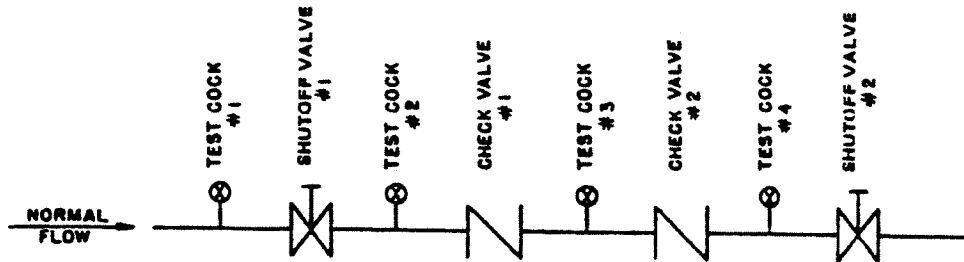 TEST COCK
#1
SHUTOFF VALVE
#1
TEST COCK
#2
CHECK VALVE
#1
TEST COCK
#3
CHECK VALVE
#2
TEST COCK
#4
SHUTOFF VALVE
#2
NORMAL
FLOW